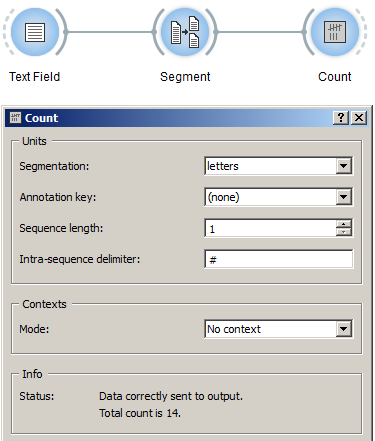 Text Field Segment Count
Count
Units
Segmentation: letters
Annotation key: (none)
Sequence length: 1
Intra-sequence delimiter: #
Contexts
Mode: No context
Info
Status: Data correctly sent to output.
Total count is 14.